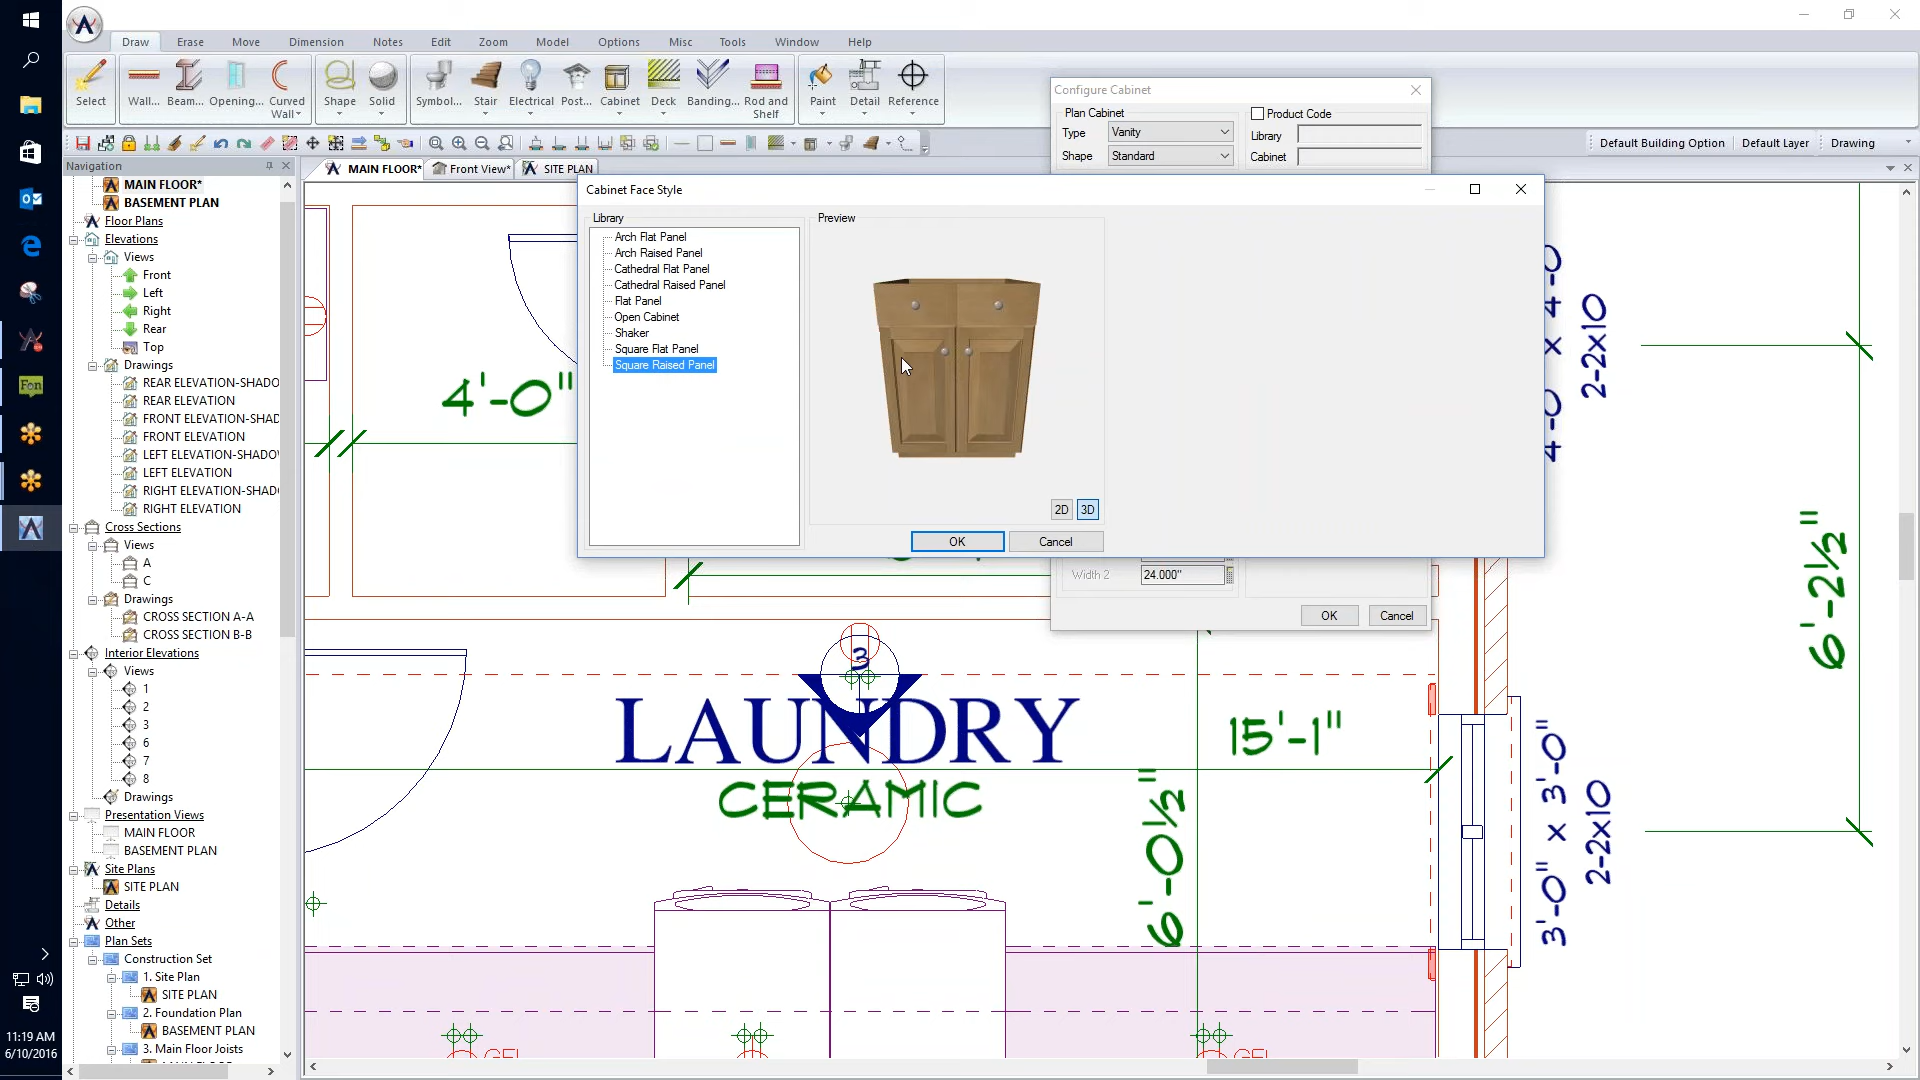 Draw
Erase
Move
Dimension
Notes
Edit
Zoom
Model
Options
Misc
Tools
Window
Help
Select
Wall...
Beam...
Opening...
Curved
Wall
Shape
Solid
Symbol...
Stair
Electrical
Post...
Cabinet
Deck
Banding...
Rod and
Shelf
Paint
Detail
Reference
Default Building Option
Default Layer
Drawing
Navigation
MAIN FLOOR*
BASEMENT PLAN
Floor Plans
Elevations
Views
Front
Left
Right
Rear
Top
Drawings
REAR ELEVATION-SHADO
REAR ELEVATION
FRONT ELEVATION-SHAD
FRONT ELEVATION
LEFT ELEVATION-SHADO
LEFT ELEVATION
RIGHT ELEVATION-SHAD
RIGHT ELEVATION
Cross Sections
Views
A
C
Drawings
CROSS SECTION A-A
CROSS SECTION B-B
Interior Elevations
Views
1
2
3
6
7
8
Drawings
Presentation Views
MAIN FLOOR
BASEMENT PLAN
Site Plans
SITE PLAN
Details
Other
Plan Sets
Construction Set
1. Site Plan
SITE PLAN
2. Foundation Plan
BASEMENT PLAN
3. Main Floor Joists
Fon
11:19 AM
6/10/2016
MAIN FLOOR*
Front View*
SITE PLAN
Configure Cabinet
Plan Cabinet
Type
Vanity
Shape
Standard
Product Code
Library
Cabinet
Width 2
24.000"
OK
Cancel
Cabinet Face Style
Library
Arch Flat Panel
Arch Raised Panel
Cathedral Flat Panel
Cathedral Raised Panel
Flat Panel
Open Cabinet
Shaker
Square Flat Panel
Square Raised Panel
Preview
2D
3D
OK
Cancel
4'-0"
3
LAUNDRY
CERAMIC
15'-1"
6'-0½"
6'-2½"
2-2x10
3'-0" x 3'-0"
2-2x10